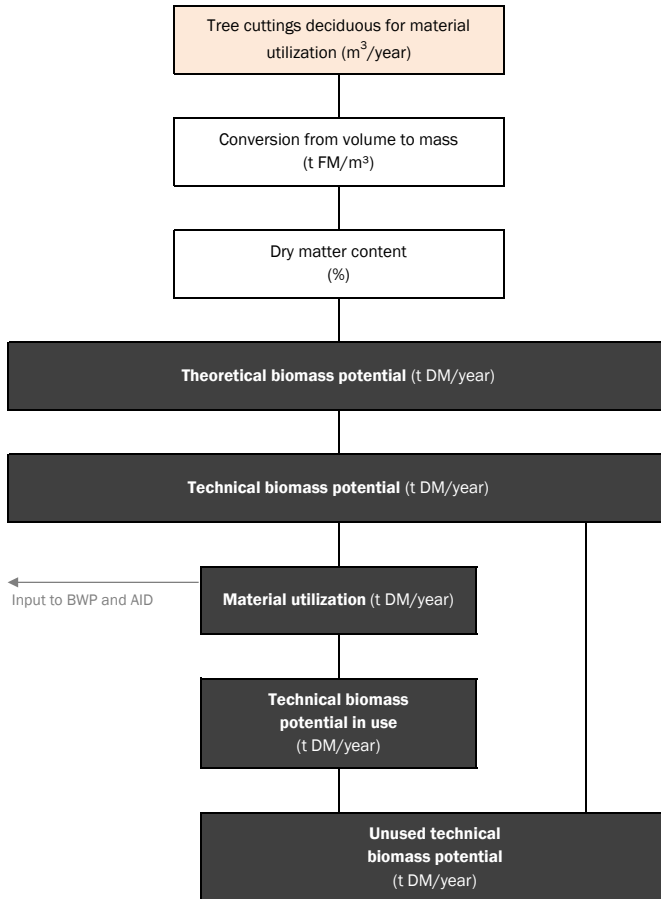 Tree cuttings deciduous for material
utilization (m³/year)
Conversion from volume to mass
(t FM/m³)
Dry matter content
(%)
Theoretical biomass potential (t DM/year)
Technical biomass potential (t DM/year)
Input to BWP and AID
Material utilization (t DM/year)
Technical biomass
potential in use
(t DM/year)
Unused technical
biomass potential
(t DM/year)